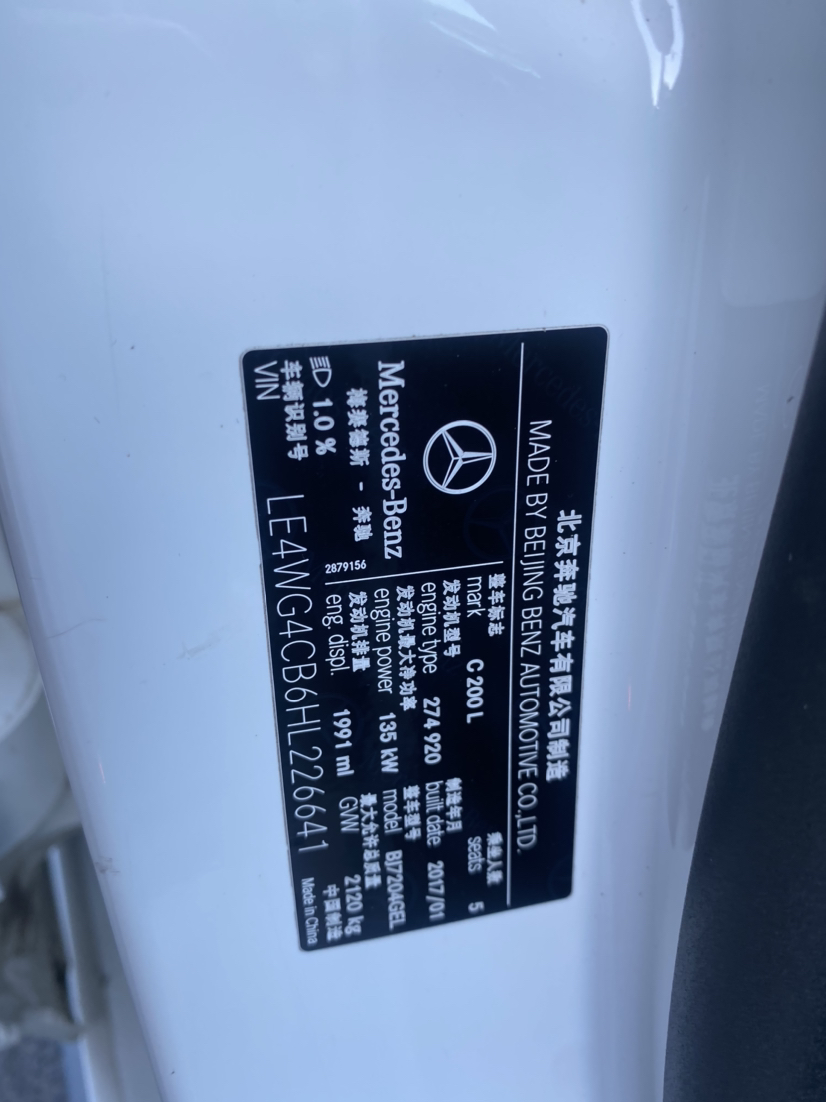 北京奔驰汽车有限公司制造
MADE BY BEIJING BENZ AUTOMOTIVE CO.,LTD.
整车标志
mark C 200 L
乘坐人数
seats 5
发动机型号
engine type 274 920
制造年月
built date 2017/01
发动机最大净功率
engine power 135 kW
整车型号
model BJ7204GEL
发动机排量
eng. displ. 1991 ml
最大允许总质量
GVW 2120 kg
Mercedes-Benz
梅赛德斯 - 奔驰
1.0 %
2879156
车辆识别号
VIN LE4WG4CB6HL226641
中国制造
Made in China